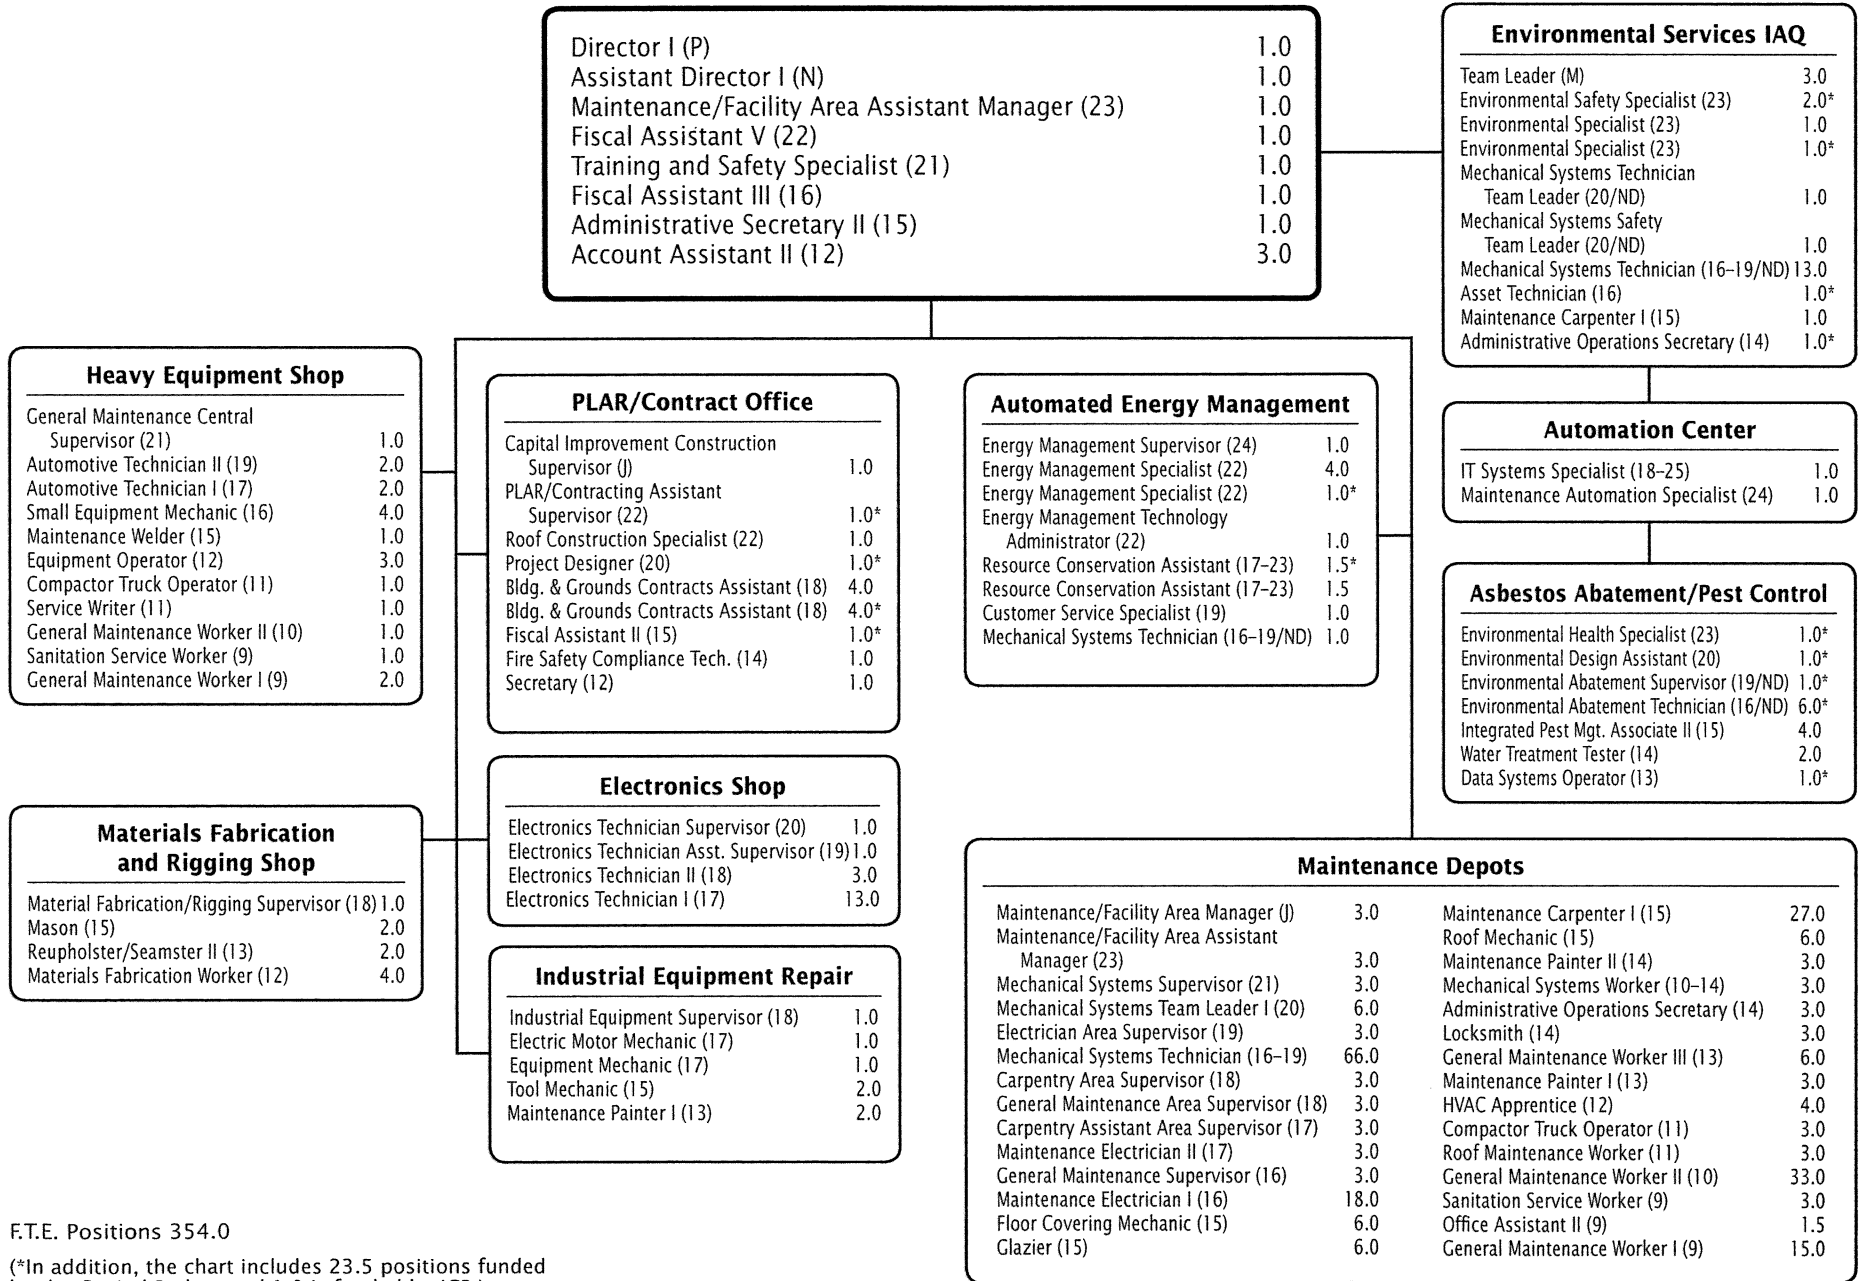 Director I (P) 1.0
Assistant Director I (N) 1.0
Maintenance/Facility Area Assistant Manager (23) 1.0
Fiscal Assistant V (22) 1.0
Training and Safety Specialist (21) 1.0
Fiscal Assistant III (16) 1.0
Administrative Secretary II (15) 1.0
Account Assistant II (12) 3.0
Environmental Services IAQ
Team Leader (M) 3.0
Environmental Safety Specialist (23) 2.0*
Environmental Specialist (23) 1.0
Environmental Specialist (23) 1.0*
Mechanical Systems Technician
Team Leader (20/ND) 1.0
Mechanical Systems Safety
Team Leader (20/ND) 1.0
Mechanical Systems Technician (16–19/ND) 13.0
Asset Technician (16) 1.0*
Maintenance Carpenter I (15) 1.0
Administrative Operations Secretary (14) 1.0*
Heavy Equipment Shop
General Maintenance Central
Supervisor (21) 1.0
Automotive Technician II (19) 2.0
Automotive Technician I (17) 2.0
Small Equipment Mechanic (16) 4.0
Maintenance Welder (15) 1.0
Equipment Operator (12) 3.0
Compactor Truck Operator (11) 1.0
Service Writer (11) 1.0
General Maintenance Worker II (10) 1.0
Sanitation Service Worker (9) 1.0
General Maintenance Worker I (9) 2.0
PLAR/Contract Office
Capital Improvement Construction
Supervisor (J) 1.0
PLAR/Contracting Assistant
Supervisor (22) 1.0*
Roof Construction Specialist (22) 1.0
Project Designer (20) 1.0*
Bldg. & Grounds Contracts Assistant (18) 4.0
Bldg. & Grounds Contracts Assistant (18) 4.0*
Fiscal Assistant II (15) 1.0*
Fire Safety Compliance Tech. (14) 1.0
Secretary (12) 1.0
Automated Energy Management
Energy Management Supervisor (24) 1.0
Energy Management Specialist (22) 4.0
Energy Management Specialist (22) 1.0*
Energy Management Technology
Administrator (22) 1.0
Resource Conservation Assistant (17–23) 1.5*
Resource Conservation Assistant (17–23) 1.5
Customer Service Specialist (19) 1.0
Mechanical Systems Technician (16–19/ND) 1.0
Automation Center
IT Systems Specialist (18–25) 1.0
Maintenance Automation Specialist (24) 1.0
Asbestos Abatement/Pest Control
Environmental Health Specialist (23) 1.0*
Environmental Design Assistant (20) 1.0*
Environmental Abatement Supervisor (19/ND) 1.0*
Environmental Abatement Technician (16/ND) 6.0*
Integrated Pest Mgt. Associate II (15) 4.0
Water Treatment Tester (14) 2.0
Data Systems Operator (13) 1.0*
Materials Fabrication
and Rigging Shop
Material Fabrication/Rigging Supervisor (18) 1.0
Mason (15) 2.0
Reupholster/Seamster II (13) 2.0
Materials Fabrication Worker (12) 4.0
Electronics Shop
Electronics Technician Supervisor (20) 1.0
Electronics Technician Asst. Supervisor (19) 1.0
Electronics Technician II (18) 3.0
Electronics Technician I (17) 13.0
Industrial Equipment Repair
Industrial Equipment Supervisor (18) 1.0
Electric Motor Mechanic (17) 1.0
Equipment Mechanic (17) 1.0
Tool Mechanic (15) 2.0
Maintenance Painter I (13) 2.0
Maintenance Depots
Maintenance/Facility Area Manager (J) 3.0
Maintenance/Facility Area Assistant
Manager (23) 3.0
Mechanical Systems Supervisor (21) 3.0
Mechanical Systems Team Leader I (20) 6.0
Electrician Area Supervisor (19) 3.0
Mechanical Systems Technician (16–19) 66.0
Carpentry Area Supervisor (18) 3.0
General Maintenance Area Supervisor (18) 3.0
Carpentry Assistant Area Supervisor (17) 3.0
Maintenance Electrician II (17) 3.0
General Maintenance Supervisor (16) 3.0
Maintenance Electrician I (16) 18.0
Floor Covering Mechanic (15) 6.0
Glazier (15) 6.0
Maintenance Carpenter I (15) 27.0
Roof Mechanic (15) 6.0
Maintenance Painter II (14) 3.0
Mechanical Systems Worker (10–14) 3.0
Administrative Operations Secretary (14) 3.0
Locksmith (14) 3.0
General Maintenance Worker III (13) 6.0
Maintenance Painter I (13) 3.0
HVAC Apprentice (12) 4.0
Compactor Truck Operator (11) 3.0
Roof Maintenance Worker (11) 3.0
General Maintenance Worker II (10) 33.0
Sanitation Service Worker (9) 3.0
Office Assistant II (9) 1.5
General Maintenance Worker I (9) 15.0
F.T.E. Positions 354.0
(*In addition, the chart includes 23.5 positions funded